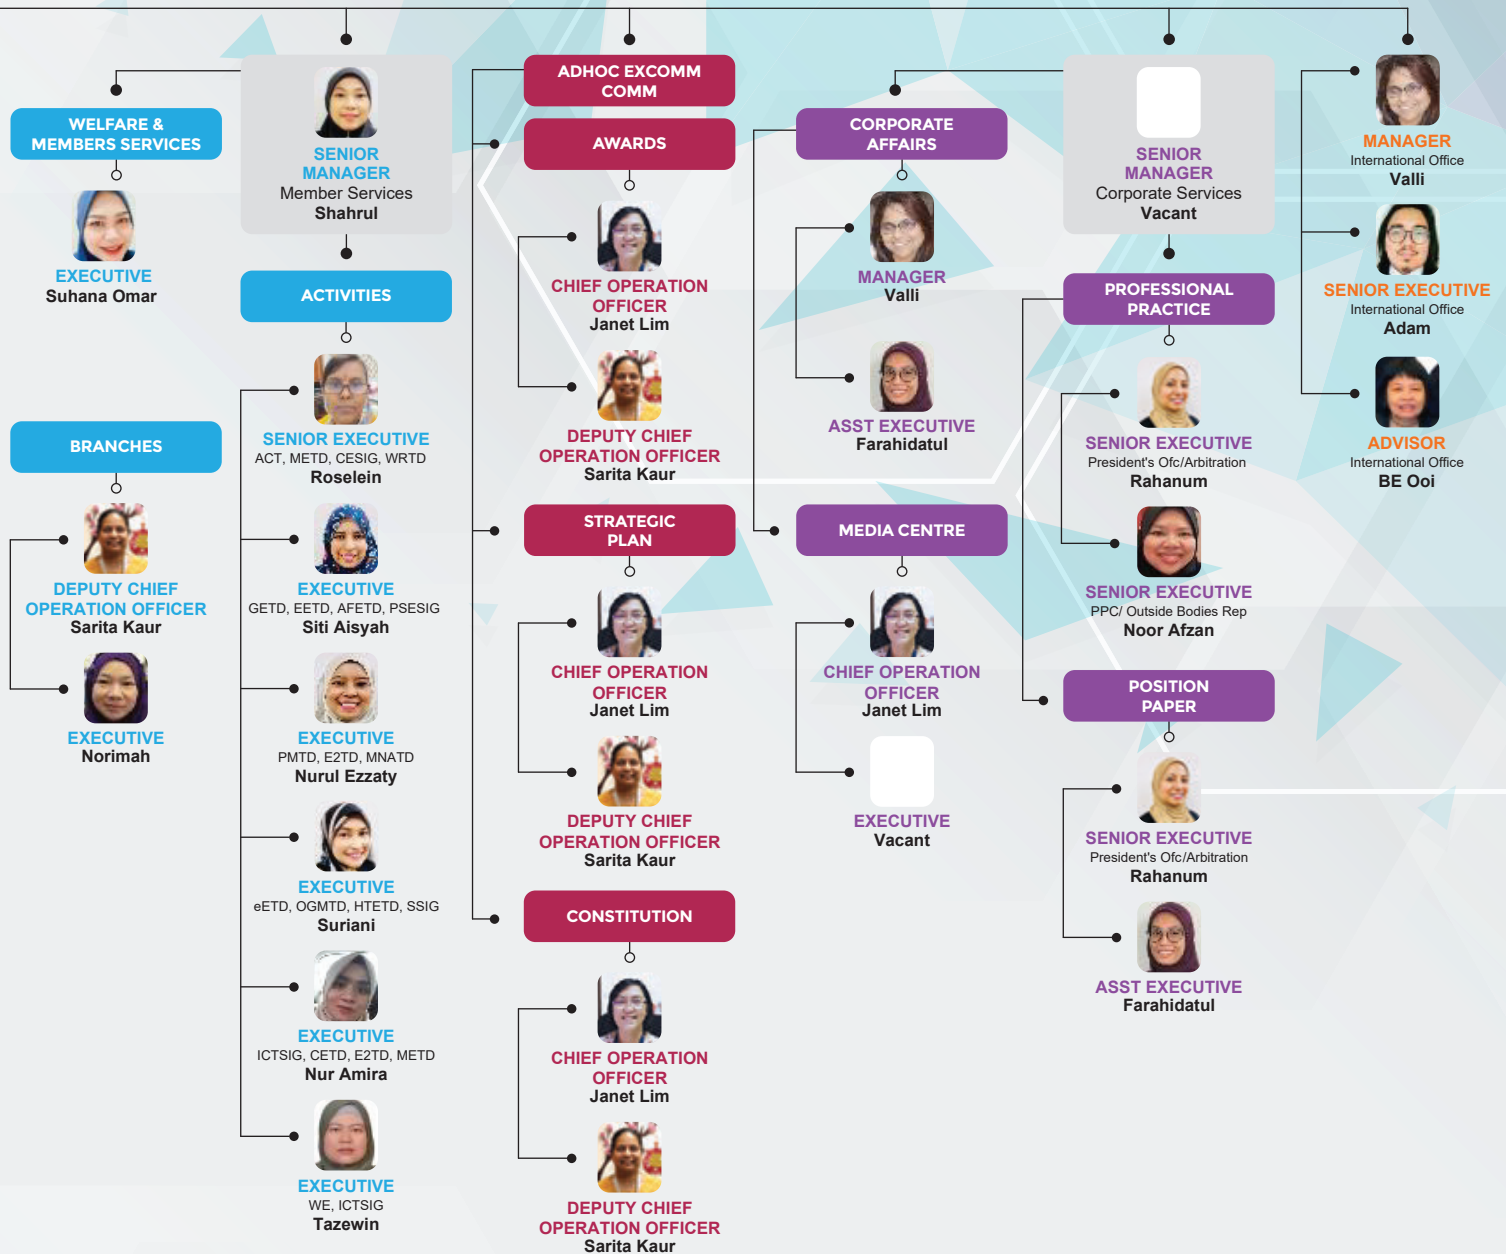 WELFARE &
MEMBERS SERVICES
EXECUTIVE
Suhana Omar
BRANCHES
DEPUTY CHIEF
OPERATION OFFICER
Sarita Kaur
EXECUTIVE
Norimah
SENIOR
MANAGER
Member Services
Shahrul
ACTIVITIES
SENIOR EXECUTIVE
ACT, METD, CESIG, WRTD
Roselein
EXECUTIVE
GETD, EETD, AFETD, PSESIG
Siti Aisyah
EXECUTIVE
PMTD, E2TD, MNATD
Nurul Ezzaty
EXECUTIVE
eETD, OGMTD, HTETD, SSIG
Suriani
EXECUTIVE
ICTSIG, CETD, E2TD, METD
Nur Amira
EXECUTIVE
WE, ICTSIG
Tazewin
ADHOC EXCOMM
COMM
AWARDS
CHIEF OPERATION
OFFICER
Janet Lim
DEPUTY CHIEF
OPERATION OFFICER
Sarita Kaur
STRATEGIC
PLAN
CHIEF OPERATION
OFFICER
Janet Lim
DEPUTY CHIEF
OPERATION OFFICER
Sarita Kaur
CONSTITUTION
CHIEF OPERATION
OFFICER
Janet Lim
DEPUTY CHIEF
OPERATION OFFICER
Sarita Kaur
CORPORATE
AFFAIRS
MANAGER
Valli
ASST EXECUTIVE
Farahidatul
MEDIA CENTRE
CHIEF OPERATION
OFFICER
Janet Lim
EXECUTIVE
Vacant
SENIOR
MANAGER
Corporate Services
Vacant
PROFESSIONAL
PRACTICE
SENIOR EXECUTIVE
President's Ofc/Arbitration
Rahanum
SENIOR EXECUTIVE
PPC/ Outside Bodies Rep
Noor Afzan
POSITION
PAPER
SENIOR EXECUTIVE
President's Ofc/Arbitration
Rahanum
ASST EXECUTIVE
Farahidatul
MANAGER
International Office
Valli
SENIOR EXECUTIVE
International Office
Adam
ADVISOR
International Office
BE Ooi